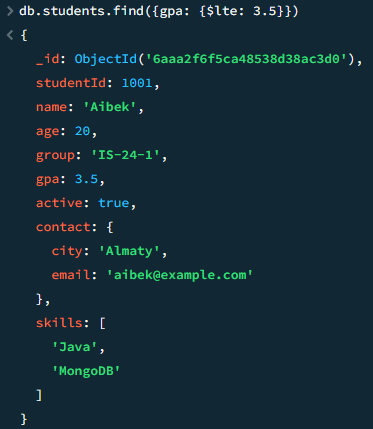 > db.students.find({gpa: {$lte: 3.5}})
< {
_id: ObjectId('6aaa2f6f5ca48538d38ac3d0'),
studentId: 1001,
name: 'Aibek',
age: 20,
group: 'IS-24-1',
gpa: 3.5,
active: true,
contact: {
city: 'Almaty',
email: 'aibek@example.com'
},
skills: [
'Java',
'MongoDB'
]
}